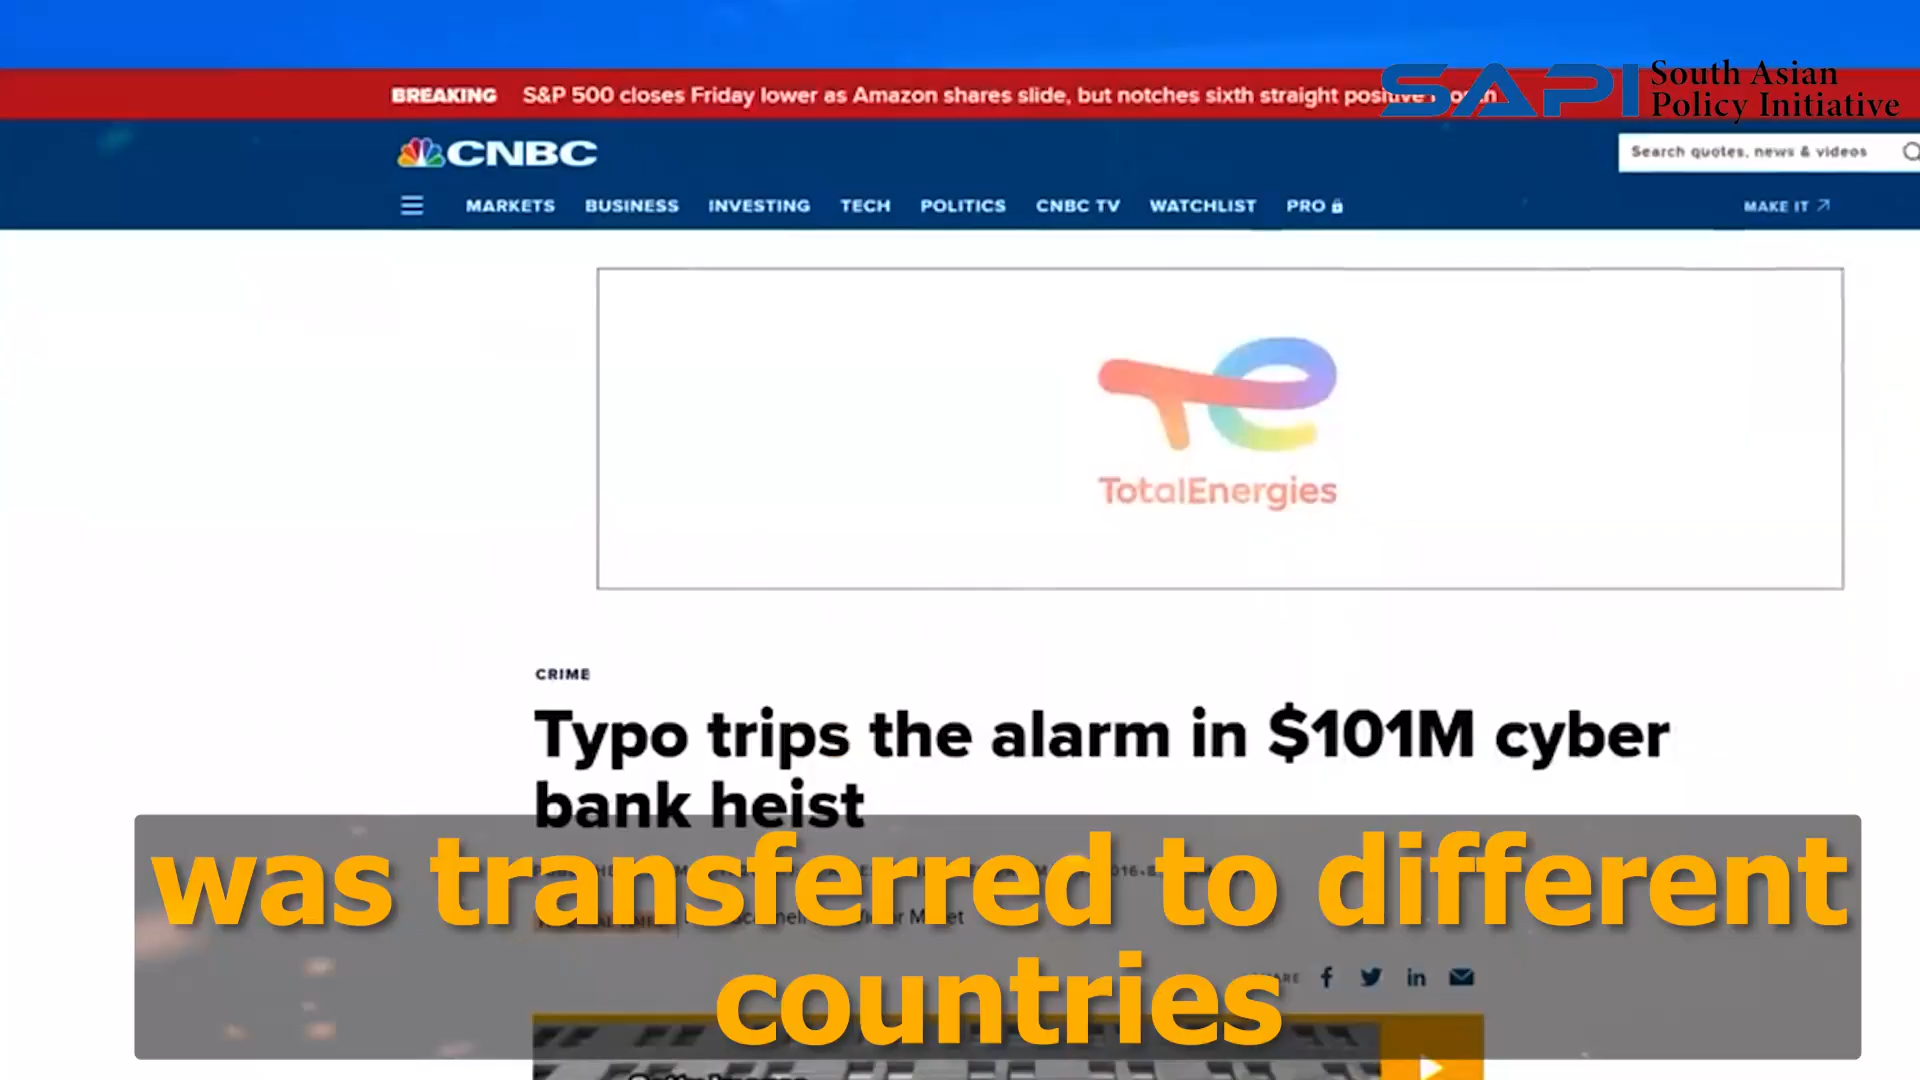 BREAKING S&P 500 closes Friday lower as Amazon shares slide, but notches sixth straight positive month
SAPI South Asian
Policy Initiative
CNBC
Search quotes, news & videos
MARKETS BUSINESS INVESTING TECH POLITICS CNBC TV WATCHLIST PRO MAKE IT
TotalEnergies
CRIME
Typo trips the alarm in $101M cyber
bank heist
was transferred to different
countries